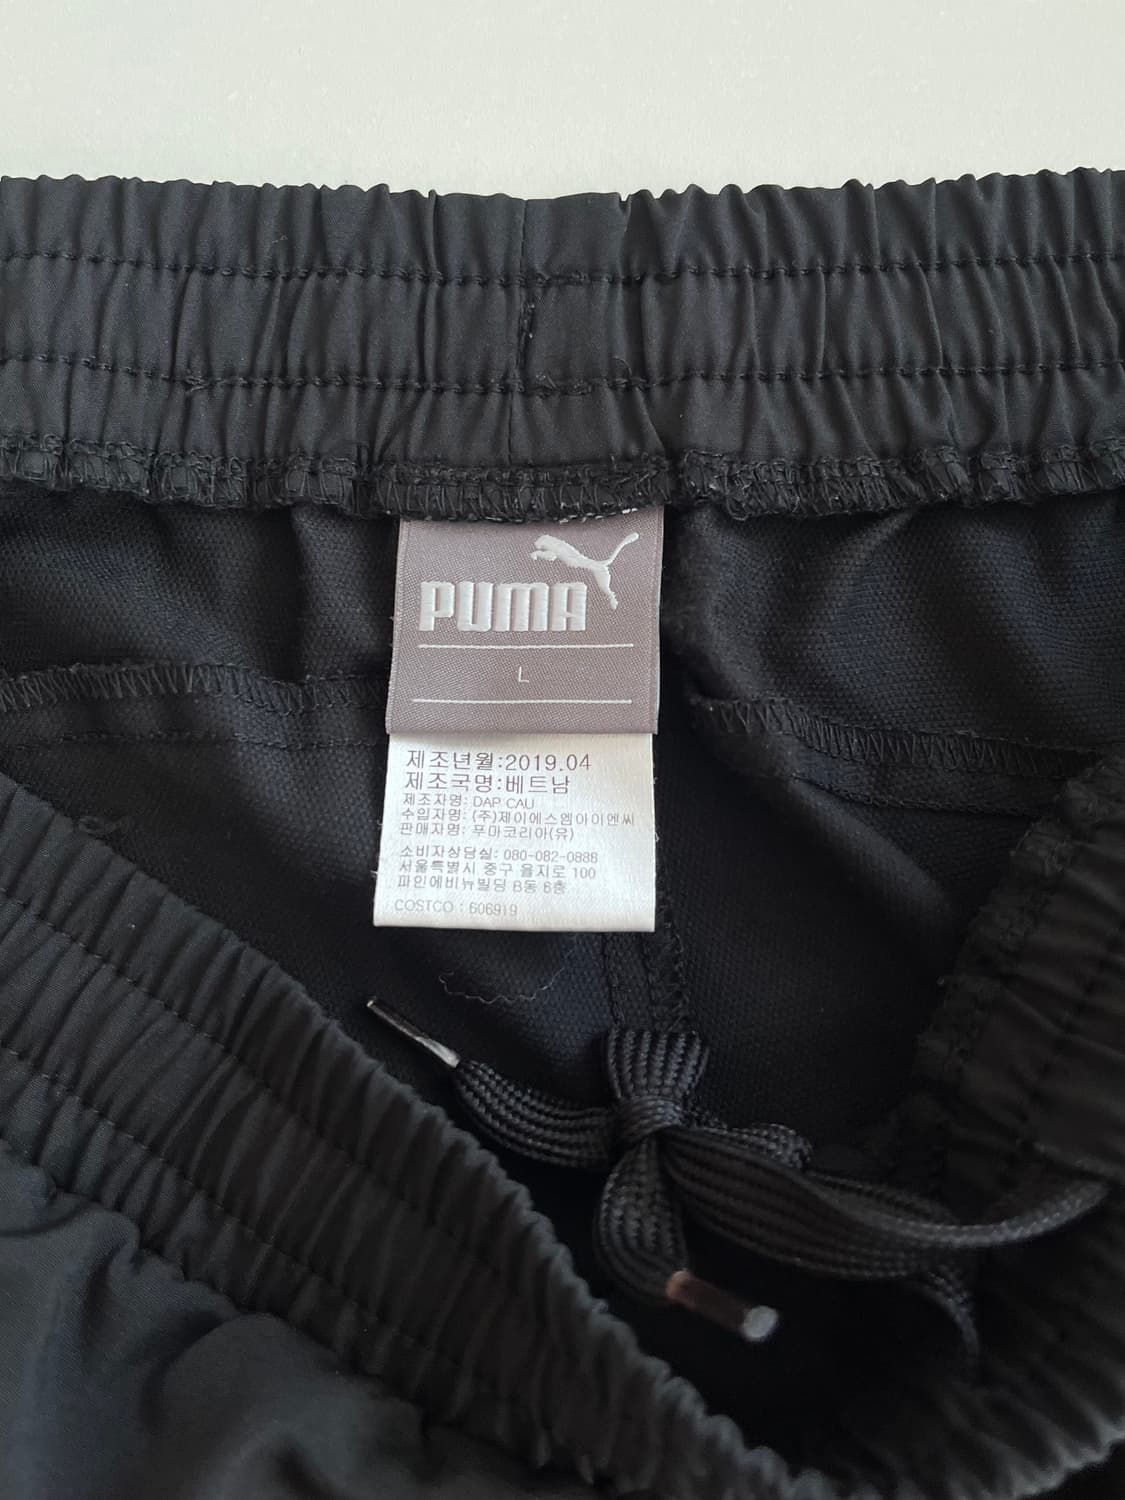 PUMA
L
제조년월:2019.04
제조국명:베트남
제조자명: DAP CAU
수입자명: (주)제이에스엠아이엔씨
판매자명: 푸마코리아(유)
소비자상담실: 080-082-0888
서울특별시 중구 을지로 100
파인에비뉴빌딩 B동 6층
COSTCO : 606919